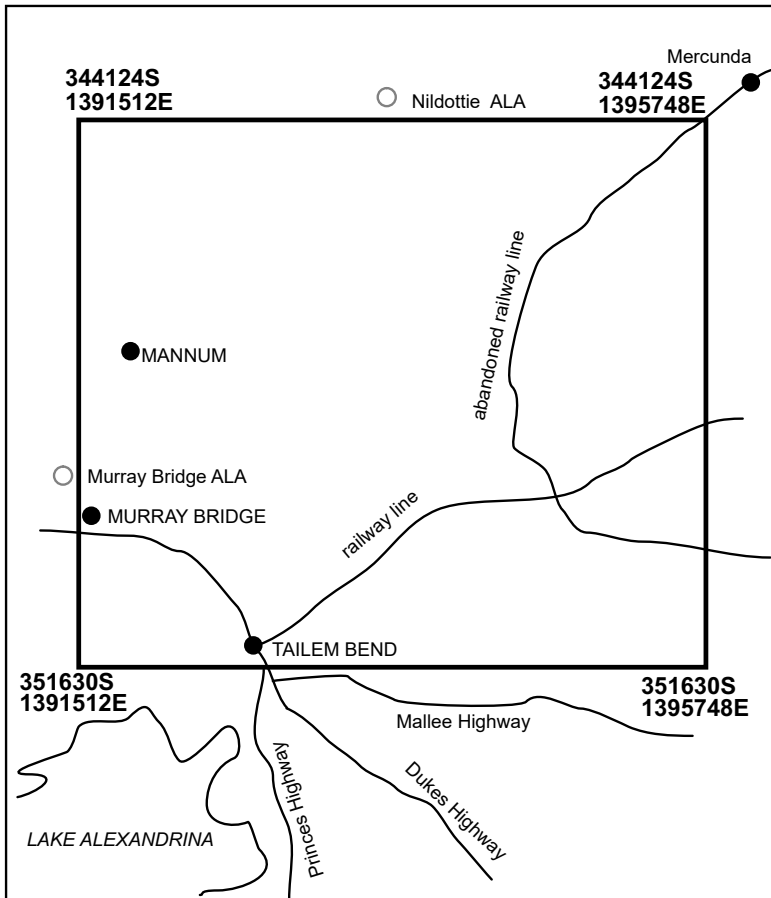 Mercunda
344124S
1391512E
344124S
1395748E
Nildottie ALA
abandoned railway line
MANNUM
Murray Bridge ALA
MURRAY BRIDGE
railway line
TAILEM BEND
351630S
1391512E
351630S
1395748E
Mallee Highway
Princes Highway
Dukes Highway
LAKE ALEXANDRINA